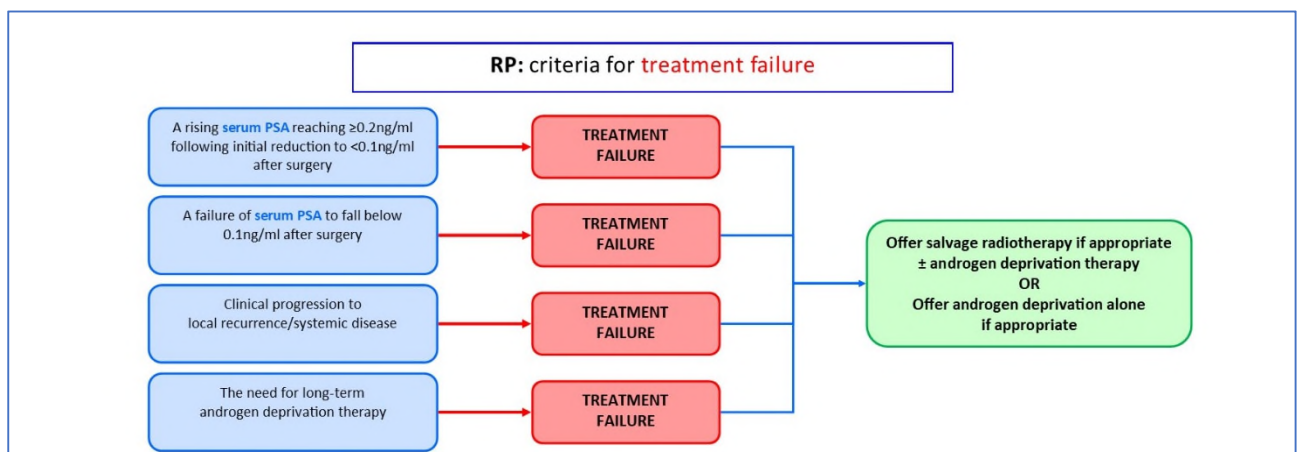 RP: criteria for treatment failure
A rising serum PSA reaching ≥0.2ng/ml
following initial reduction to <0.1ng/ml
after surgery
TREATMENT
FAILURE
A failure of serum PSA to fall below
0.1ng/ml after surgery
TREATMENT
FAILURE
Clinical progression to
local recurrence/systemic disease
TREATMENT
FAILURE
The need for long-term
androgen deprivation therapy
TREATMENT
FAILURE
Offer salvage radiotherapy if appropriate
± androgen deprivation therapy
OR
Offer androgen deprivation alone
if appropriate